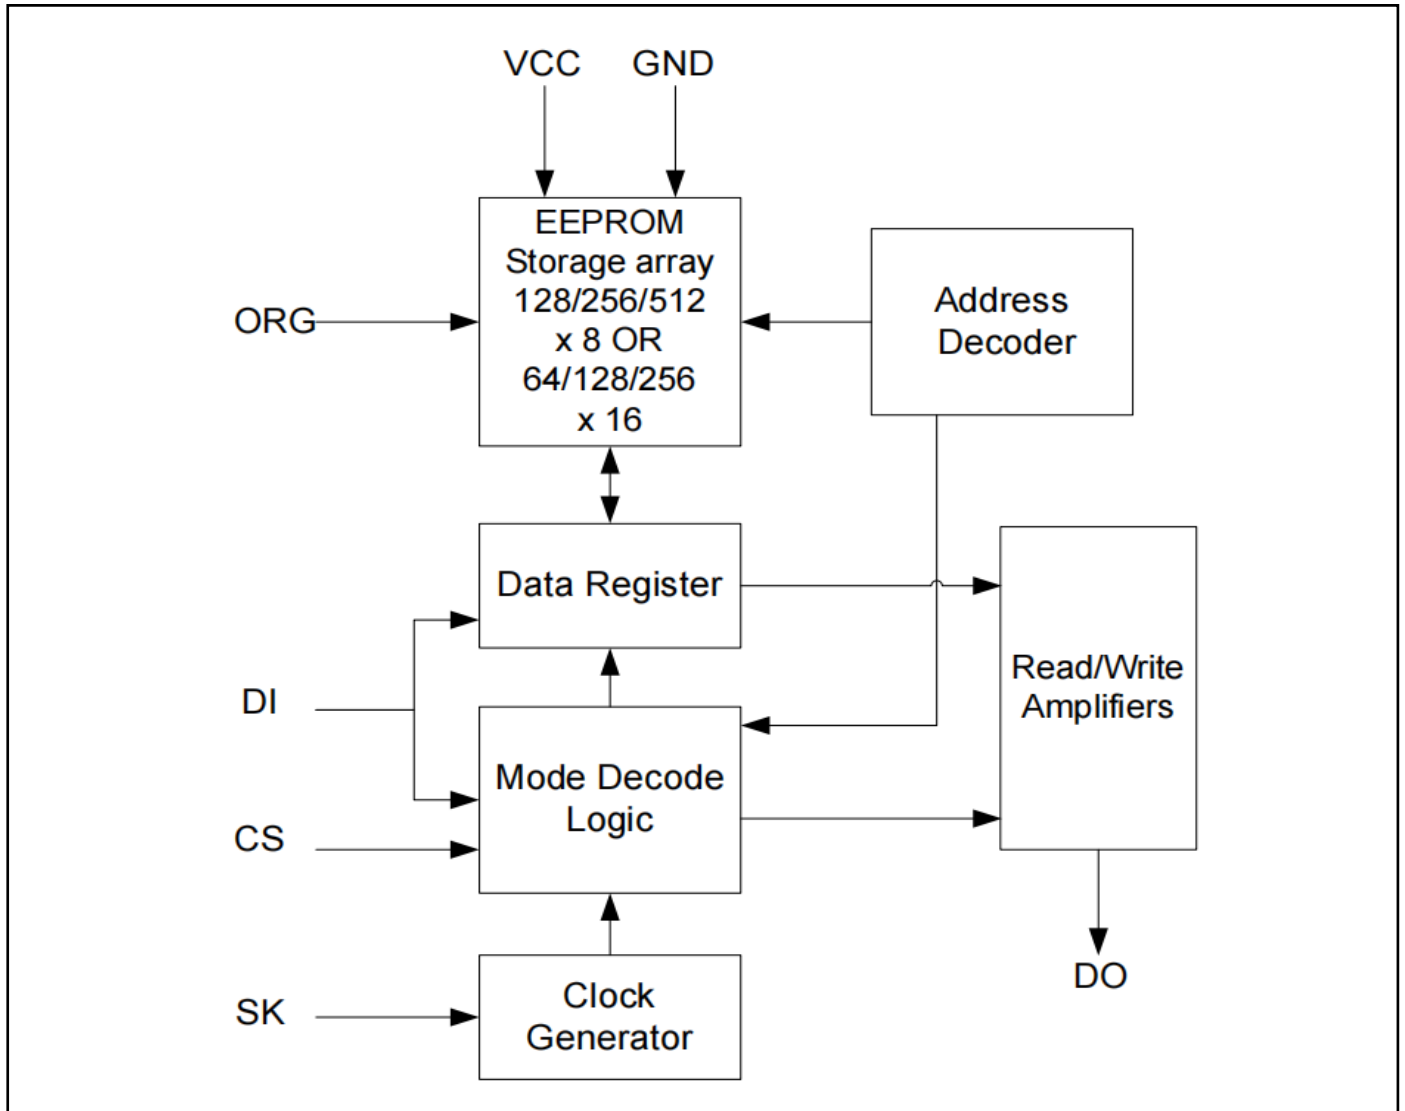 VCC GND
EEPROM
Storage array
128/256/512
x 8 OR
64/128/256
x 16
ORG
Address
Decoder
Data Register
DI
Read/Write
Amplifiers
Mode Decode
Logic
CS
DO
SK
Clock
Generator